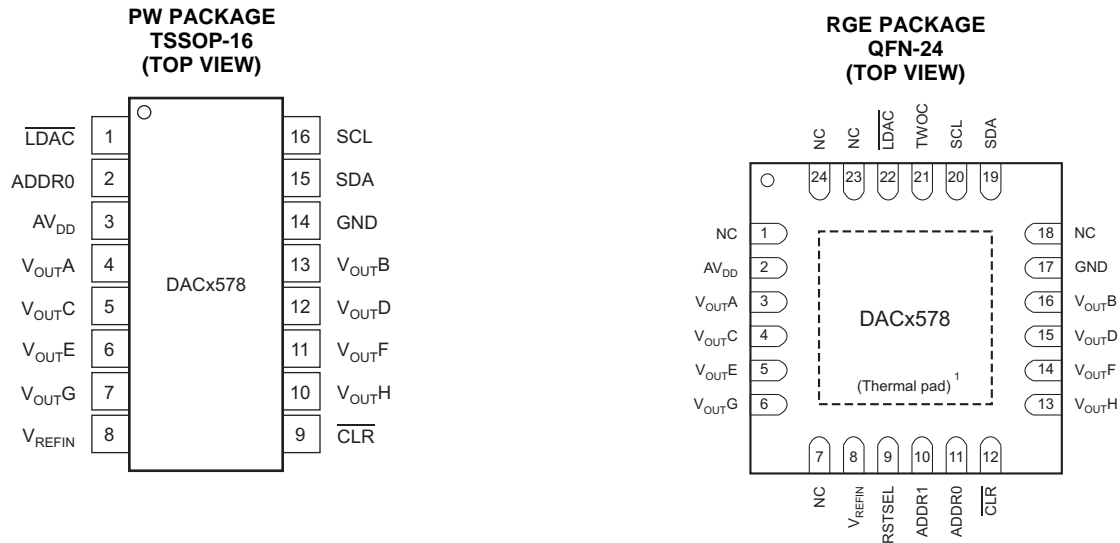 PW PACKAGE
TSSOP-16
(TOP VIEW)
LDAC 1
ADDR0 2
AVDD 3
VOUTA 4
VOUTC 5
VOUTE 6
VOUTG 7
VREFIN 8
DACx578
16 SCL
15 SDA
14 GND
13 VOUTB
12 VOUTD
11 VOUTF
10 VOUTH
9 CLR
RGE PACKAGE
QFN-24
(TOP VIEW)
NC NC LDAC TWOC SCL SDA
24 23 22 21 20 19
NC 1
AVDD 2
VOUTA 3
VOUTC 4
VOUTE 5
VOUTG 6
DACx578
(Thermal pad) 1
18 NC
17 GND
16 VOUTB
15 VOUTD
14 VOUTF
13 VOUTH
7 8 9 10 11 12
NC VREFIN RSTSEL ADDR1 ADDR0 CLR